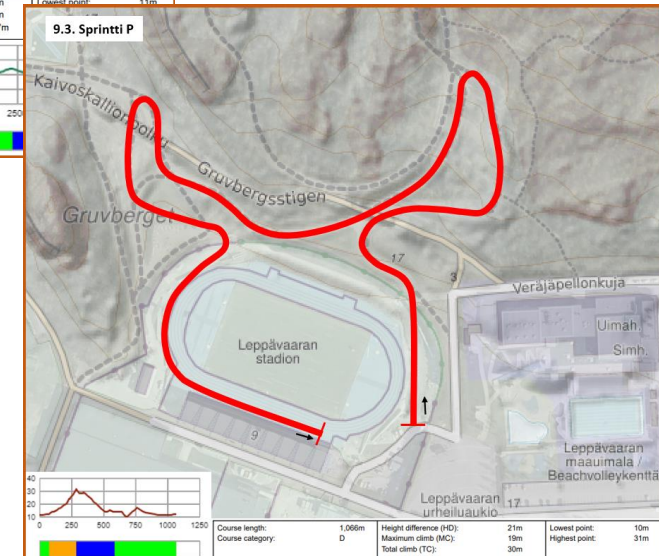 Lowest point: 11m
9.3. Sprintti P
250
Kaivoskallionpolku
Gruvbergsstigen
Gruvberget
17
3
Veräjäpellonkuja
Uimah.
Simh.
Leppävaaran
stadion
9
Leppävaaran
maauimala /
Beachvolleykenttä
Leppävaaran
urheiluaukio
17
40
30
20
10
0 250 500 750 1000 1250
Course length: 1,066m
Course category: D
Height difference (HD): 21m
Maximum climb (MC): 19m
Total climb (TC): 30m
Lowest point: 10m
Highest point: 31m